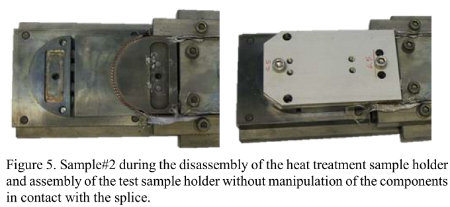 Figure 5. Sample#2 during the disassembly of the heat treatment sample holder
and assembly of the test sample holder without manipulation of the components
in contact with the splice.